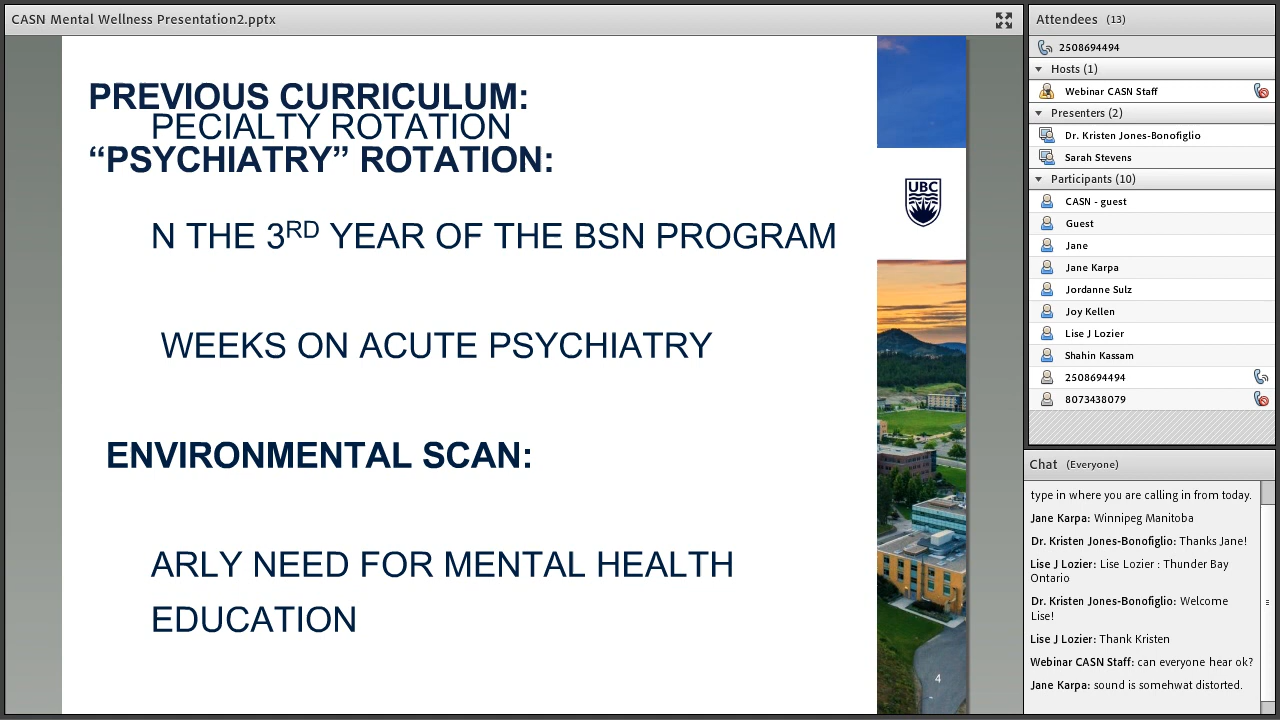 CASN Mental Wellness Presentation2.pptx
PREVIOUS CURRICULUM:
PECIALTY ROTATION
“PSYCHIATRY” ROTATION:
N THE 3RD YEAR OF THE BSN PROGRAM
WEEKS ON ACUTE PSYCHIATRY
ENVIRONMENTAL SCAN:
ARLY NEED FOR MENTAL HEALTH
EDUCATION
UBC
4
Attendees (13)
2508694494
Hosts (1)
Webinar CASN Staff
Presenters (2)
Dr. Kristen Jones-Bonofiglio
Sarah Stevens
Participants (10)
CASN - guest
Guest
Jane
Jane Karpa
Jordanne Sulz
Joy Kellen
Lise J Lozier
Shahin Kassam
2508694494
8073438079
Chat (Everyone)
type in where you are calling in from today.
Jane Karpa: Winnipeg Manitoba
Dr. Kristen Jones-Bonofiglio: Thanks Jane!
Lise J Lozier: Lise Lozier : Thunder Bay
Ontario
Dr. Kristen Jones-Bonofiglio: Welcome
Lise!
Lise J Lozier: Thank Kristen
Webinar CASN Staff: can everyone hear ok?
Jane Karpa: sound is somehwat distorted.